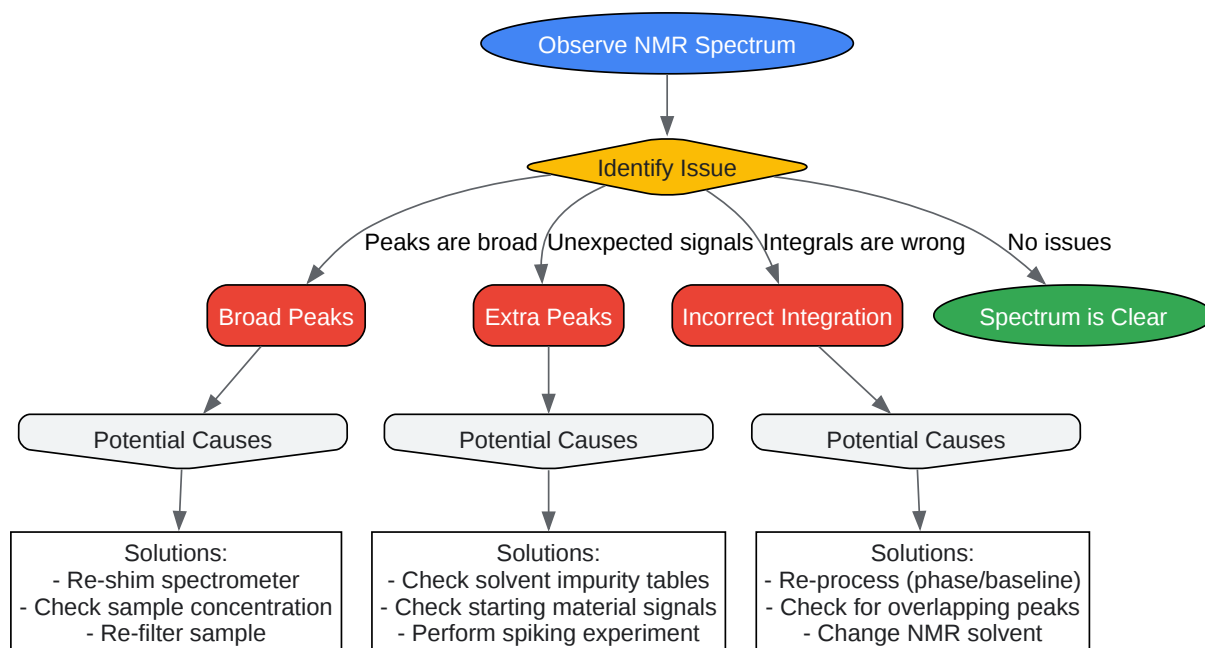 Observe NMR Spectrum
Identify Issue
Peaks are broad
Unexpected signals
Integrals are wrong
No issues
Broad Peaks
Extra Peaks
Incorrect Integration
Spectrum is Clear
Potential Causes
Potential Causes
Potential Causes
Solutions:
- Re-shim spectrometer
- Check sample concentration
- Re-filter sample
Solutions:
- Check solvent impurity tables
- Check starting material signals
- Perform spiking experiment
Solutions:
- Re-process (phase/baseline)
- Check for overlapping peaks
- Change NMR solvent